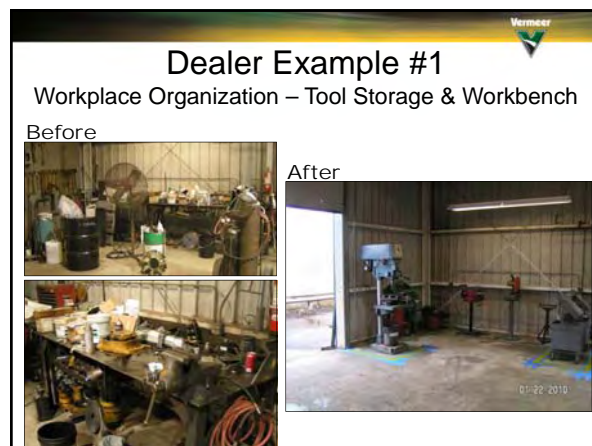 Vermeer
Dealer Example #1
Workplace Organization – Tool Storage & Workbench
Before
After
01 22 2010